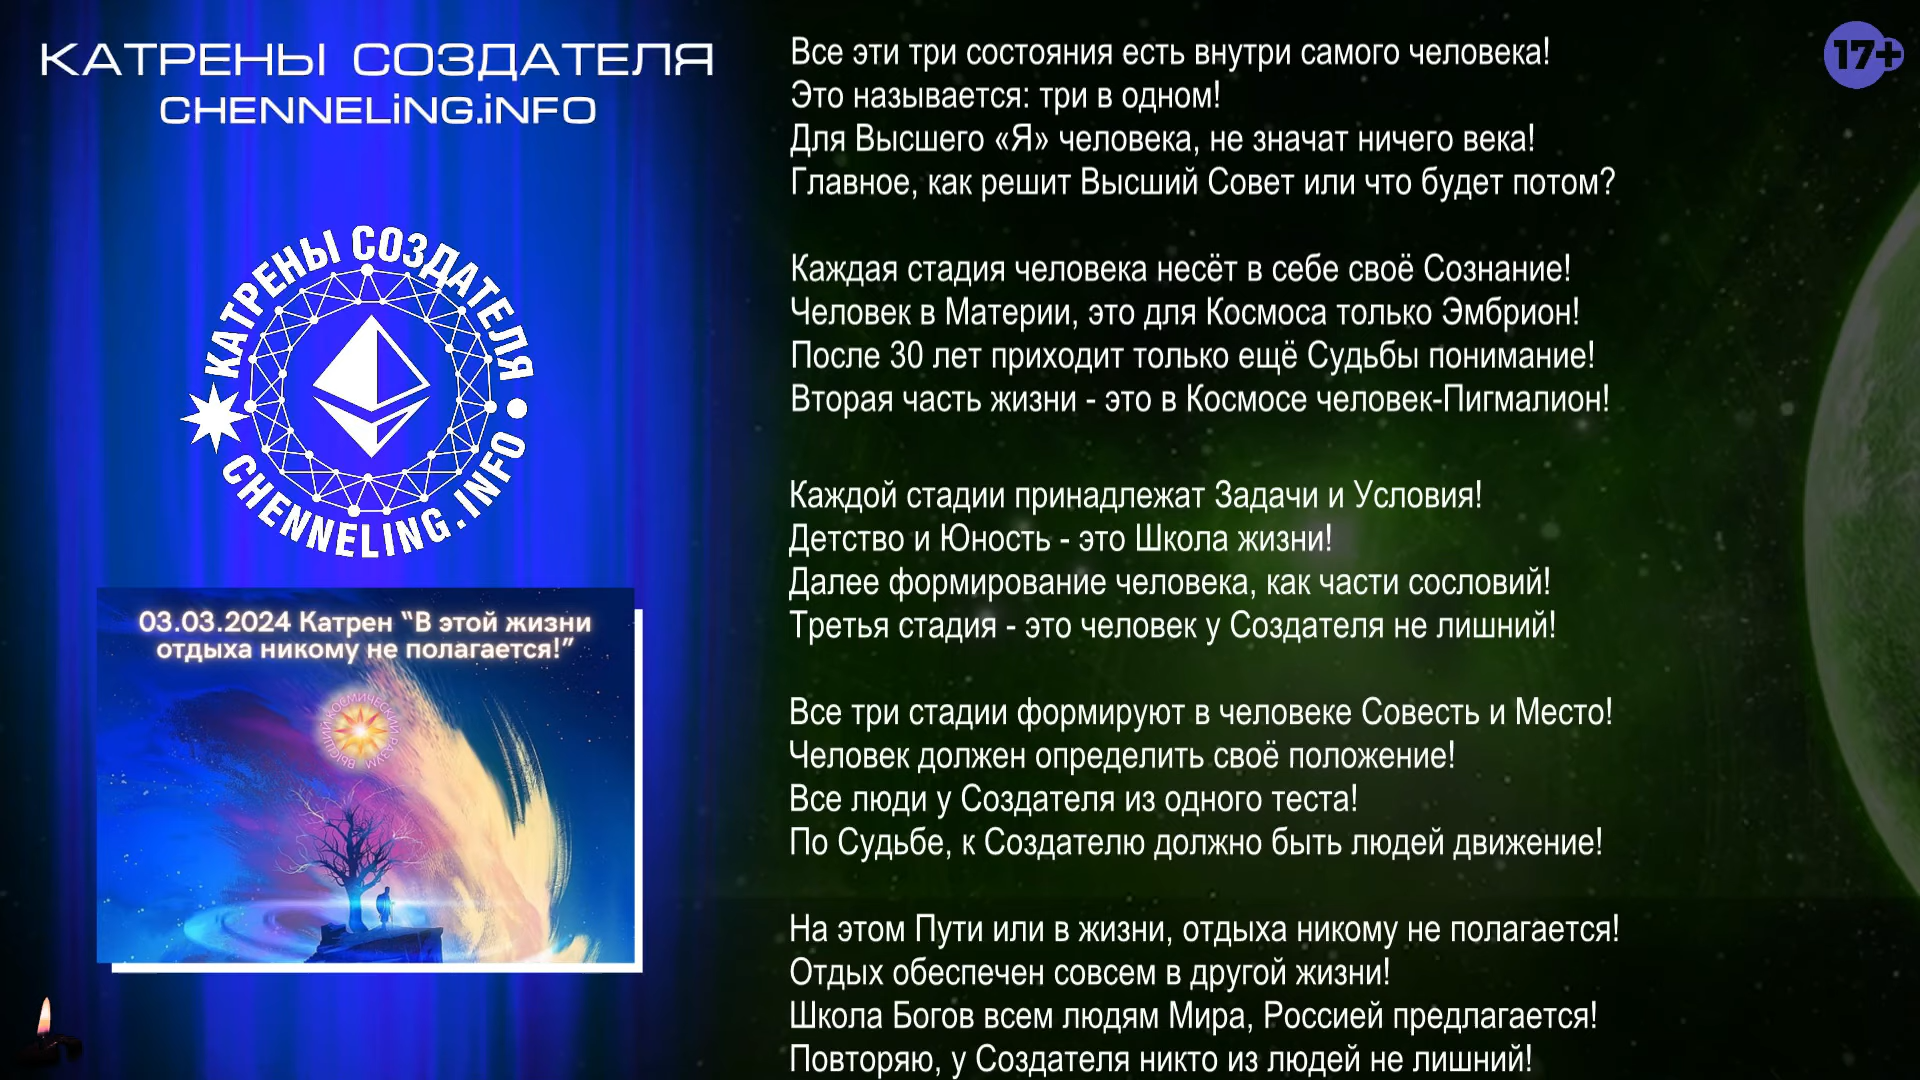 КАТРЕНЫ СОЗДАТЕЛЯ
CHENNELiNG.iNFO
КАТРЕНЫ СОЗДАТЕЛЯ
CHENNELING.INFO
03.03.2024 Катрен “В этой жизни
отдыха никому не полагается!”
ВЫСШИЙ КОСМИЧЕСКИЙ РАЗУМ
17+
Все эти три состояния есть внутри самого человека!
Это называется: три в одном!
Для Высшего «Я» человека, не значат ничего века!
Главное, как решит Высший Совет или что будет потом?
Каждая стадия человека несёт в себе своё Сознание!
Человек в Материи, это для Космоса только Эмбрион!
После 30 лет приходит только ещё Судьбы понимание!
Вторая часть жизни - это в Космосе человек-Пигмалион!
Каждой стадии принадлежат Задачи и Условия!
Детство и Юность - это Школа жизни!
Далее формирование человека, как части сословий!
Третья стадия - это человек у Создателя не лишний!
Все три стадии формируют в человеке Совесть и Место!
Человек должен определить своё положение!
Все люди у Создателя из одного теста!
По Судьбе, к Создателю должно быть людей движение!
На этом Пути или в жизни, отдыха никому не полагается!
Отдых обеспечен совсем в другой жизни!
Школа Богов всем людям Мира, Россией предлагается!
Повторяю, у Создателя никто из людей не лишний!